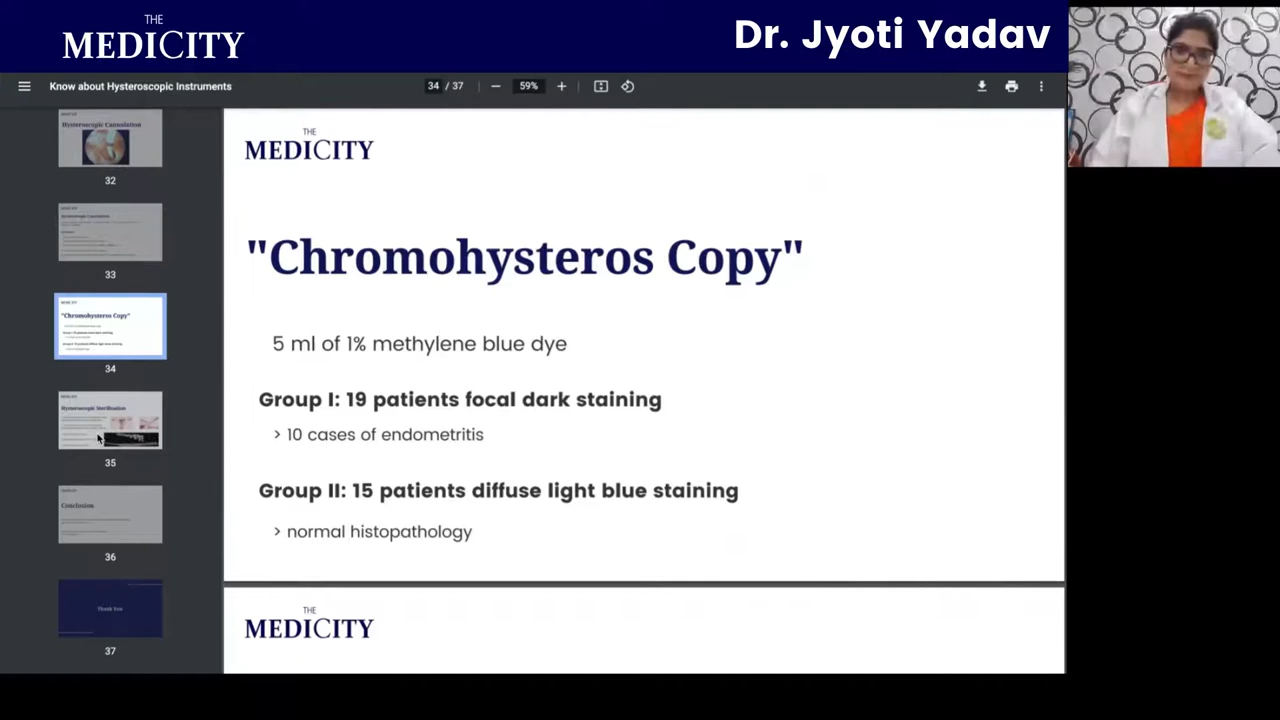 THE
MEDICITY
Dr. Jyoti Yadav
Know about Hysteroscopic Instruments
34 / 37
59%
Hysteroscopic Cannulation
32
33
MEDICITY
"Chromohysteros Copy"
34
Hysteroscopic Sterilisation
35
Conclusion
36
Thank You
37
THE
MEDICITY
"Chromohysteros Copy"
5 ml of 1% methylene blue dye
Group I: 19 patients focal dark staining
> 10 cases of endometritis
Group II: 15 patients diffuse light blue staining
> normal histopathology
THE
MEDICITY